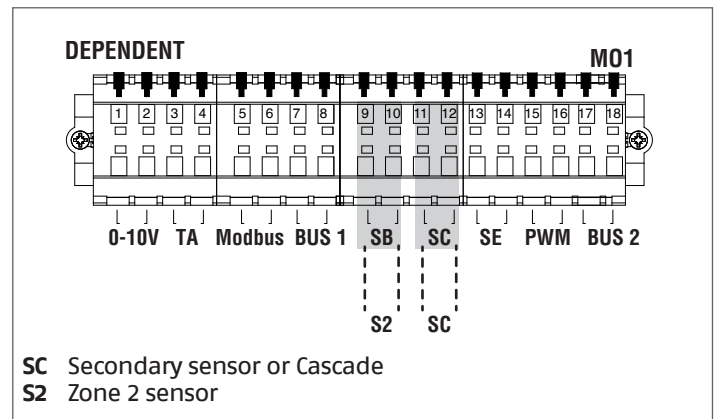 DEPENDENT M01
1 2 3 4 5 6 7 8 9 10 11 12 13 14 15 16 17 18
0-10V TA Modbus BUS 1 SB SC SE PWM BUS 2
S2 SC
SC Secondary sensor or Cascade
S2 Zone 2 sensor